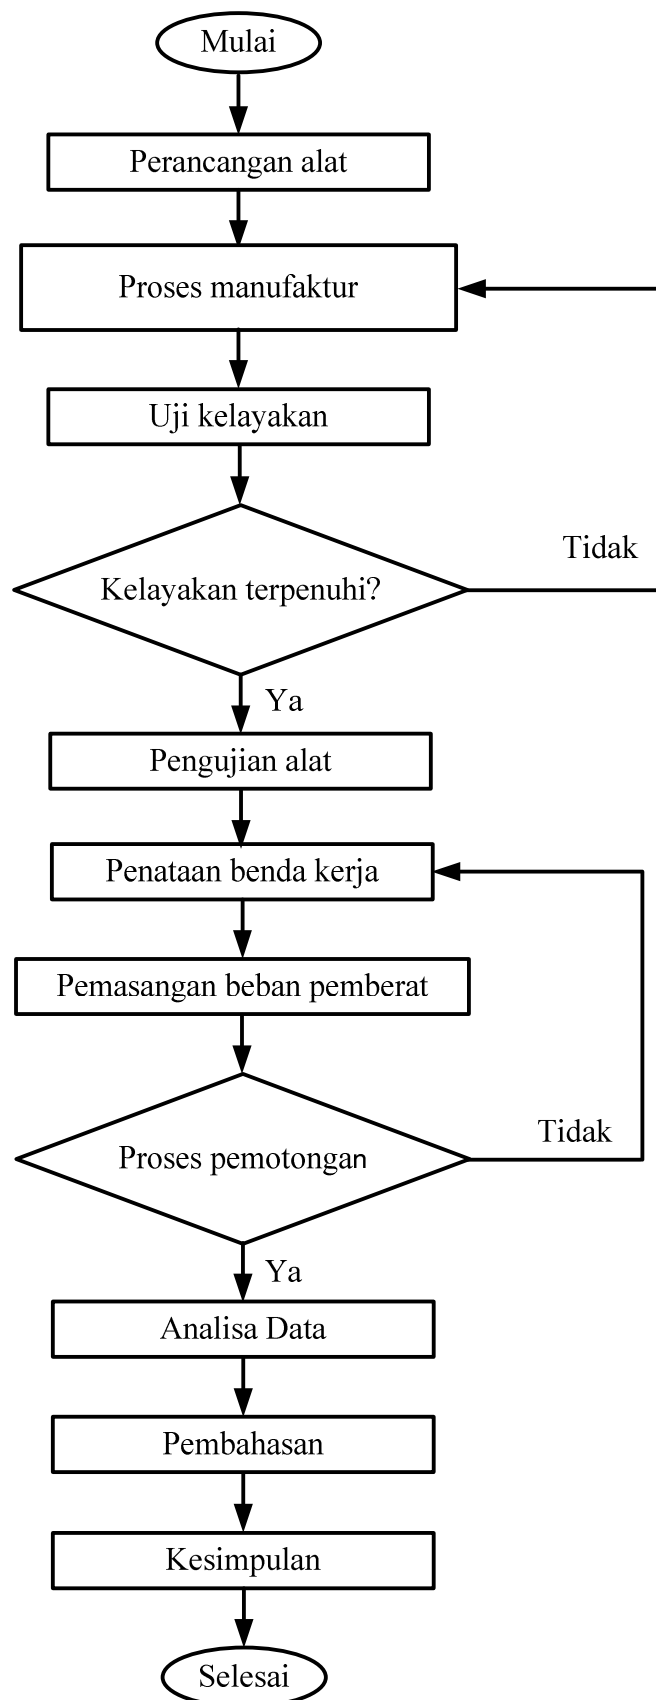 Mulai
Perancangan alat
Proses manufaktur
Uji kelayakan
Tidak
Kelayakan terpenuhi?
Ya
Pengujian alat
Penataan benda kerja
Pemasangan beban pemberat
Tidak
Proses pemotongan
Ya
Analisa Data
Pembahasan
Kesimpulan
Selesai